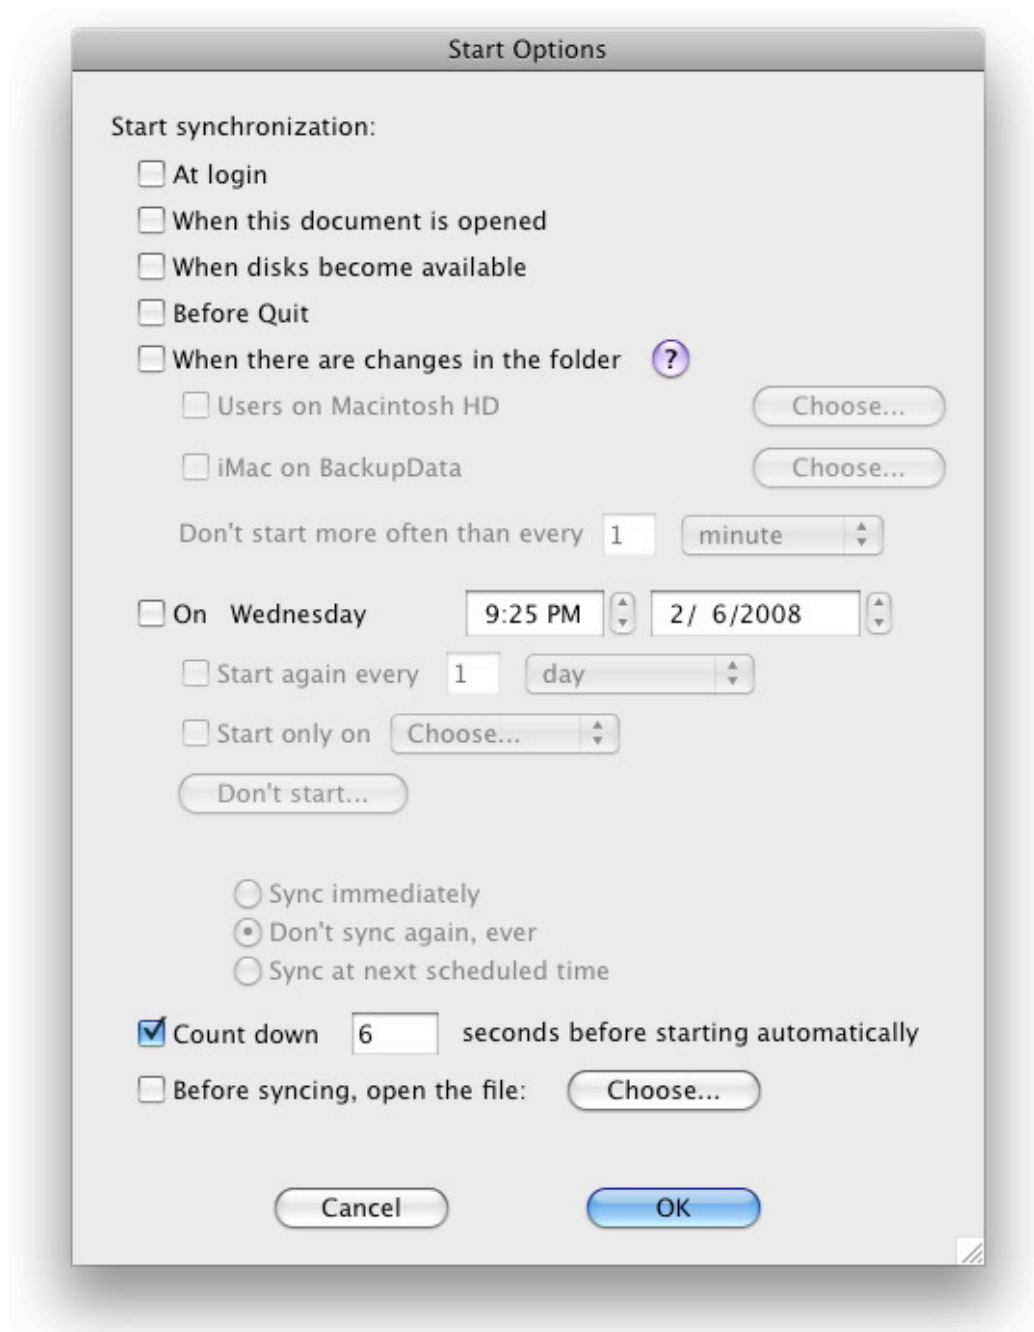 Start Options
Start synchronization:
At login
When this document is opened
When disks become available
Before Quit
When there are changes in the folder ?
Users on Macintosh HD Choose...
iMac on BackupData Choose...
Don't start more often than every 1 minute
On Wednesday 9:25 PM 2/ 6/2008
Start again every 1 day
Start only on Choose...
Don't start...
Sync immediately
Don't sync again, ever
Sync at next scheduled time
Count down 6 seconds before starting automatically
Before syncing, open the file: Choose...
Cancel OK